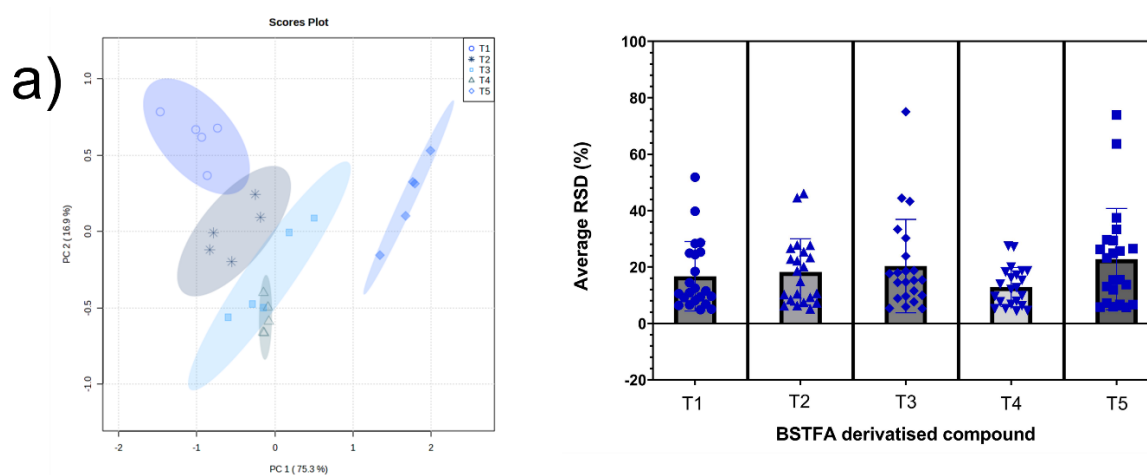 a)
Scores Plot
T1
T2
T3
T4
T5
PC 2 ( 16.9 %)
1.0
0.5
0.0
-0.5
-1.0
-2
-1
0
1
2
PC 1 ( 75.3 %)
Average RSD (%)
100
80
60
40
20
0
-20
T1
T2
T3
T4
T5
BSTFA derivatised compound